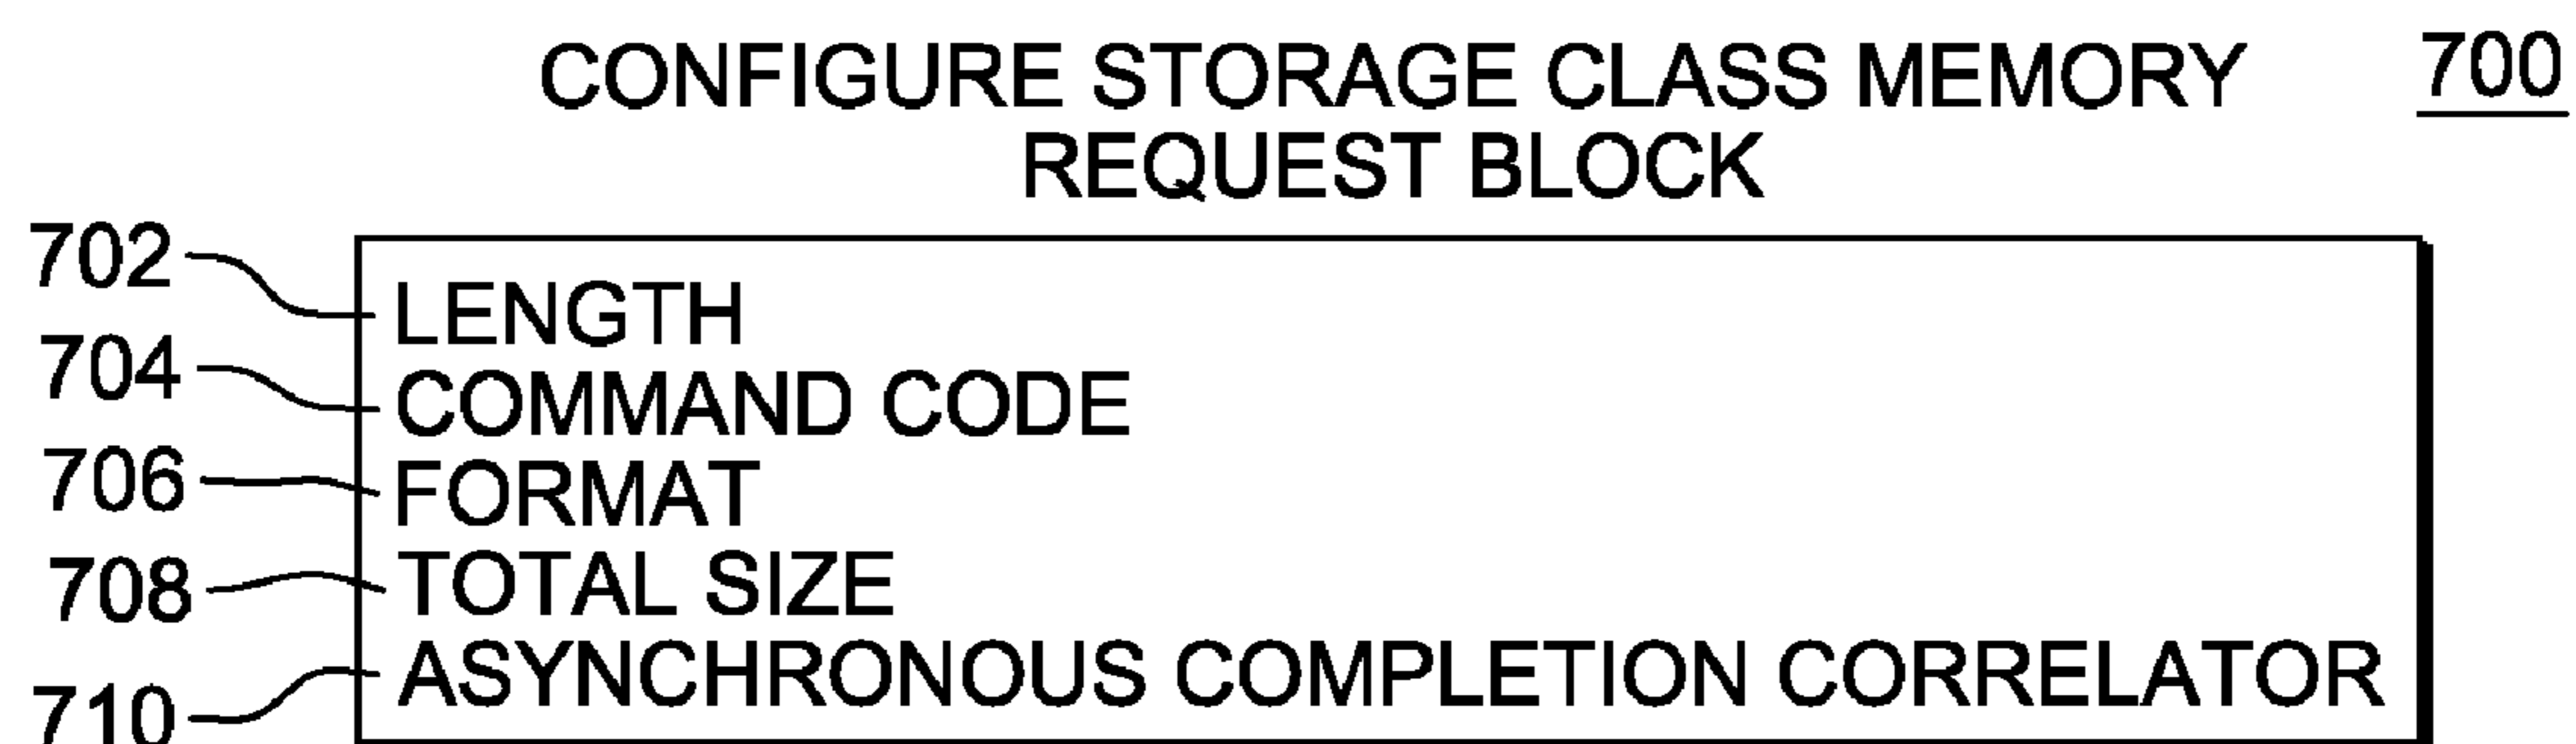 CONFIGURE STORAGE CLASS MEMORY 700
REQUEST BLOCK
702 LENGTH
704 COMMAND CODE
706 FORMAT
708 TOTAL SIZE
710 ASYNCHRONOUS COMPLETION CORRELATOR